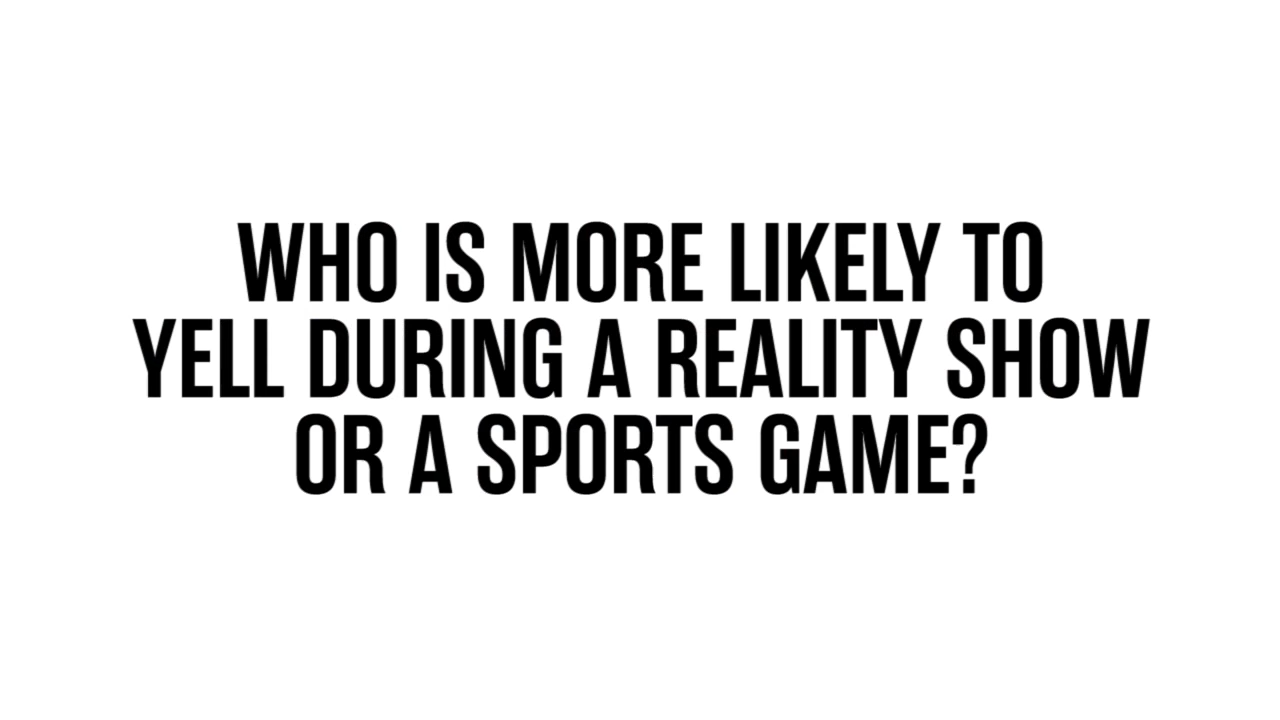 WHO IS MORE LIKELY TO
YELL DURING A REALITY SHOW
OR A SPORTS GAME?